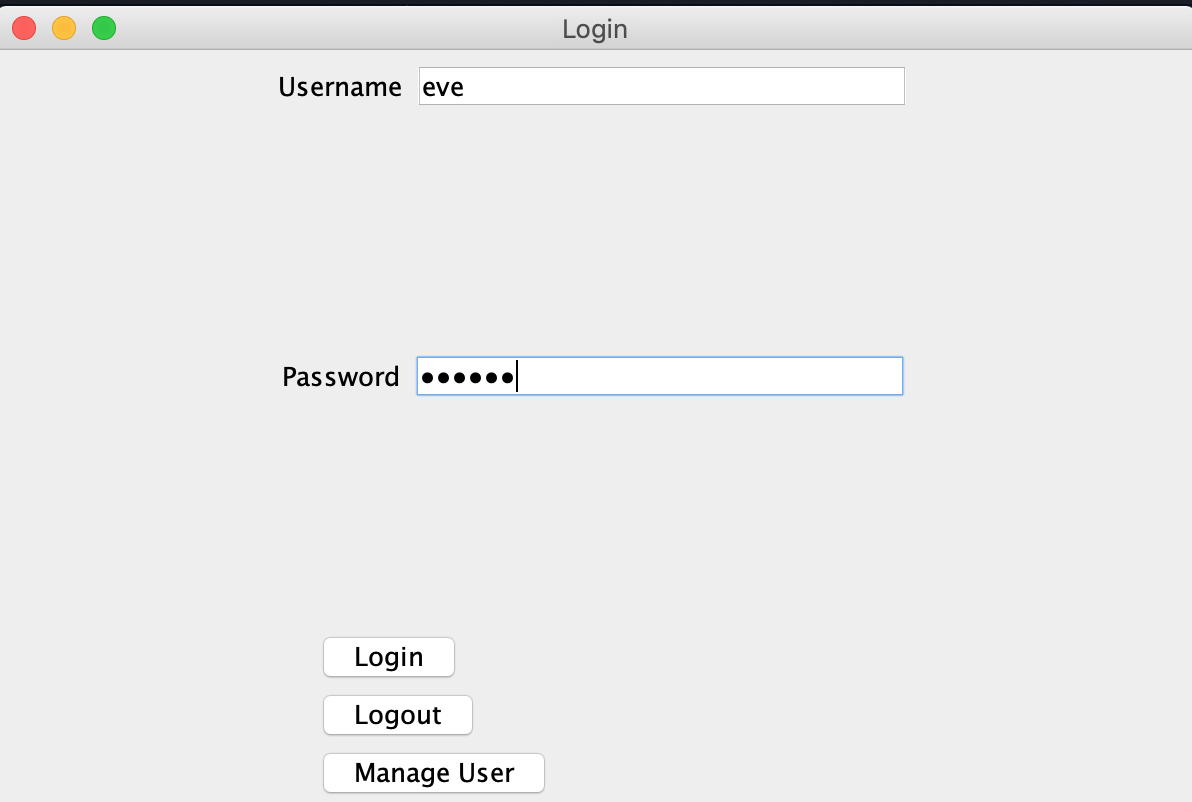 Login
Username eve
Password ••••••
Login
Logout
Manage User